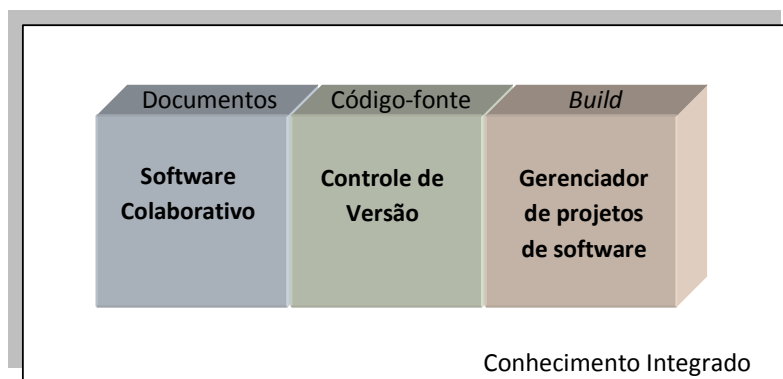 Documentos
Código-fonte
Build
Software
Colaborativo
Controle de
Versão
Gerenciador
de projetos
de software
Conhecimento Integrado